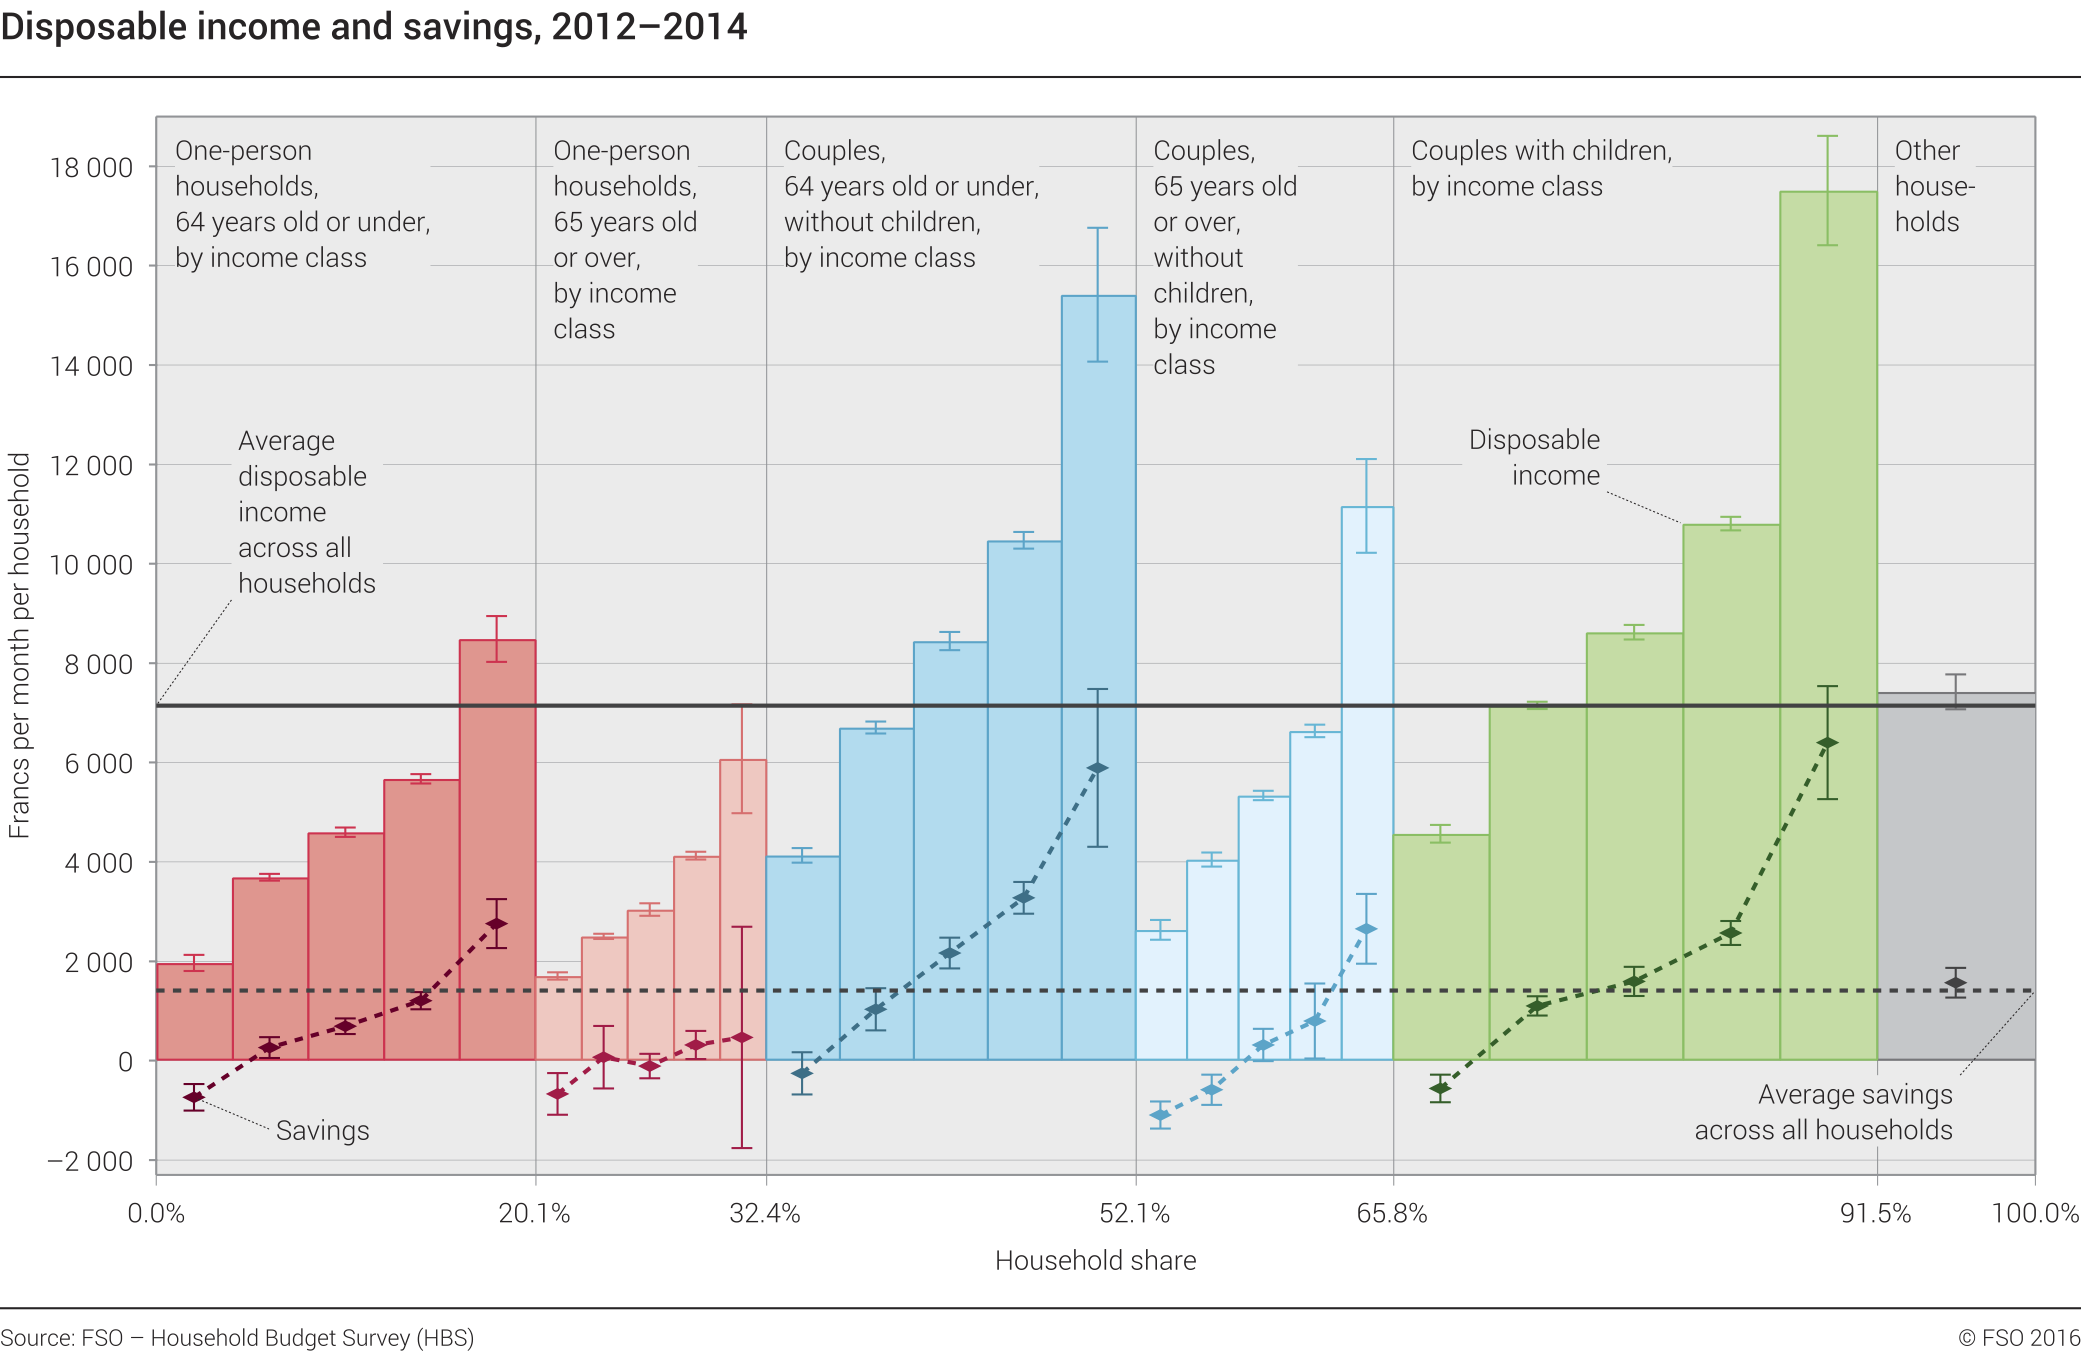 Disposable income and savings, 2012–2014
One-person
households,
64 years old or under,
by income class
One-person
households,
65 years old
or over,
by income
class
Couples,
64 years old or under,
without children,
by income class
Couples,
65 years old
or over,
without
children,
by income
class
Couples with children,
by income class
Other
house-
holds
18 000
16 000
14 000
12 000
10 000
8 000
6 000
4 000
2 000
0
–2 000
Francs per month per household
Average
disposable
income
across all
households
Disposable
income
Savings
Average savings
across all households
0.0%
20.1%
32.4%
52.1%
65.8%
91.5%
100.0%
Household share
Source: FSO – Household Budget Survey (HBS)
© FSO 2016